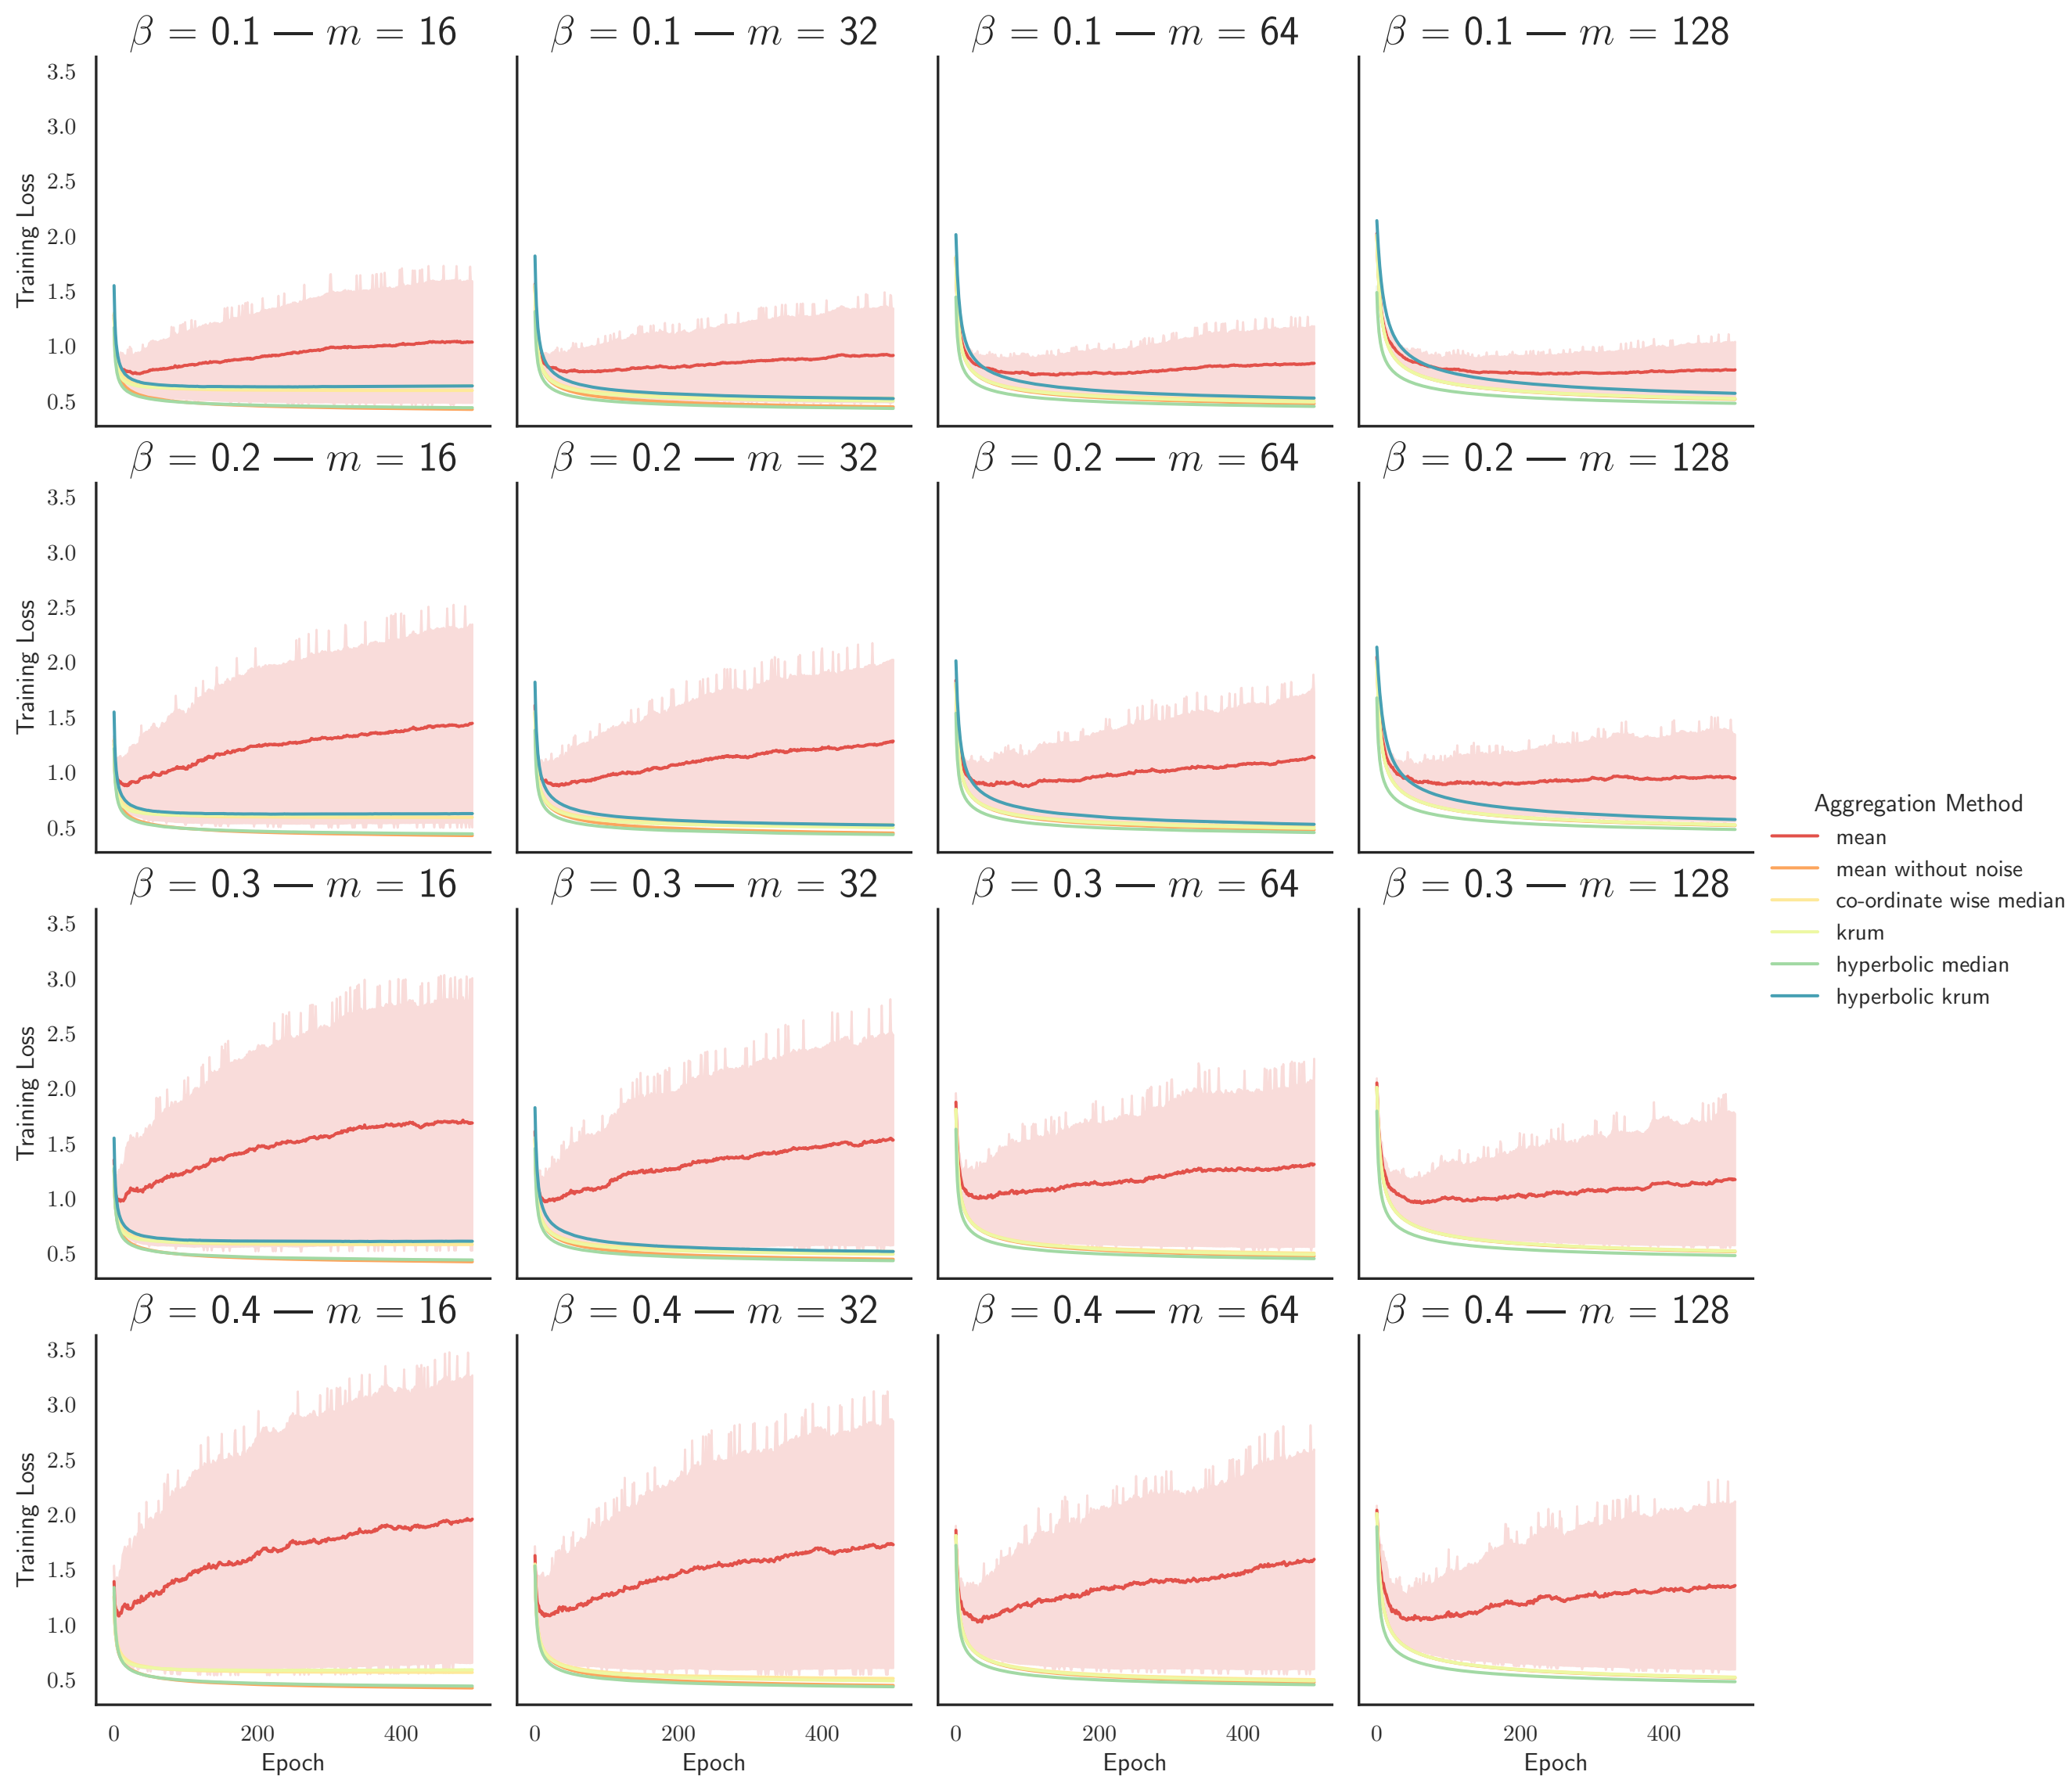 β = 0.1 — m = 16
β = 0.1 — m = 32
β = 0.1 — m = 64
β = 0.1 — m = 128
3.5
3.0
2.5
2.0
1.5
1.0
0.5
Training Loss
β = 0.2 — m = 16
β = 0.2 — m = 32
β = 0.2 — m = 64
β = 0.2 — m = 128
3.5
3.0
2.5
2.0
1.5
1.0
0.5
Training Loss
β = 0.3 — m = 16
β = 0.3 — m = 32
β = 0.3 — m = 64
β = 0.3 — m = 128
3.5
3.0
2.5
2.0
1.5
1.0
0.5
Training Loss
β = 0.4 — m = 16
β = 0.4 — m = 32
β = 0.4 — m = 64
β = 0.4 — m = 128
3.5
3.0
2.5
2.0
1.5
1.0
0.5
Training Loss
0 200 400
Epoch
0 200 400
Epoch
0 200 400
Epoch
0 200 400
Epoch
Aggregation Method
mean
mean without noise
co-ordinate wise median
krum
hyperbolic median
hyperbolic krum